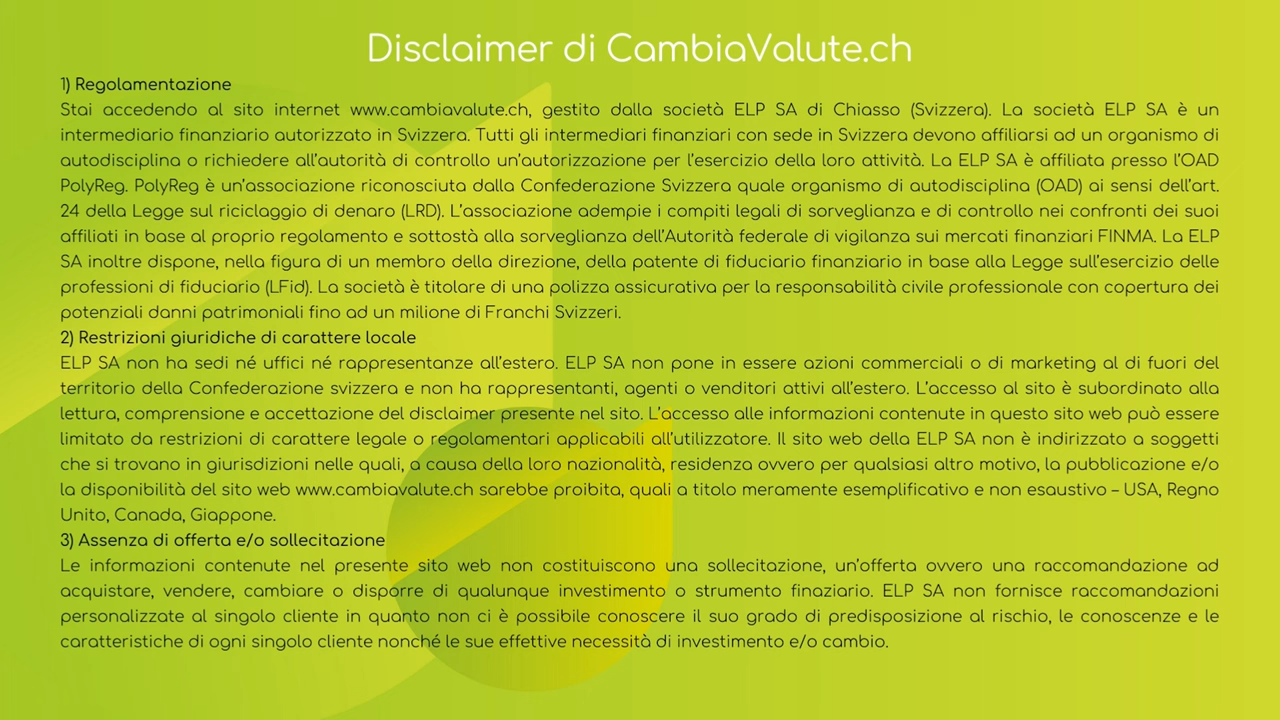 Disclaimer di CambiaValute.ch
1) Regolamentazione
Stai accedendo al sito internet www.cambiavalute.ch, gestito dalla società ELP SA di Chiasso (Svizzera). La società ELP SA è un
intermediario finanziario autorizzato in Svizzera. Tutti gli intermediari finanziari con sede in Svizzera devono affiliarsi ad un organismo di
autodisciplina o richiedere all'autorità di controllo un'autorizzazione per l'esercizio della loro attività. La ELP SA è affiliata presso l'OAD
PolyReg. PolyReg è un'associazione riconosciuta dalla Confederazione Svizzera quale organismo di autodisciplina (OAD) ai sensi dell'art.
24 della Legge sul riciclaggio di denaro (LRD). L'associazione adempie i compiti legali di sorveglianza e di controllo nei confronti dei suoi
affiliati in base al proprio regolamento e sottostà alla sorveglianza dell'Autorità federale di vigilanza sui mercati finanziari FINMA. La ELP
SA inoltre dispone, nella figura di un membro della direzione, della patente di fiduciario finanziario in base alla Legge sull'esercizio delle
professioni di fiduciario (LFid). La società è titolare di una polizza assicurativa per la responsabilità civile professionale con copertura dei
potenziali danni patrimoniali fino ad un milione di Franchi Svizzeri.
2) Restrizioni giuridiche di carattere locale
ELP SA non ha sedi né uffici né rappresentanze all'estero. ELP SA non pone in essere azioni commerciali o di marketing al di fuori del
territorio della Confederazione svizzera e non ha rappresentanti, agenti o venditori attivi all'estero. L'accesso al sito è subordinato alla
lettura, comprensione e accettazione del disclaimer presente nel sito. L'accesso alle informazioni contenute in questo sito web può essere
limitato da restrizioni di carattere legale o regolamentari applicabili all'utilizzatore. Il sito web della ELP SA non è indirizzato a soggetti
che si trovano in giurisdizioni nelle quali, a causa della loro nazionalità, residenza ovvero per qualsiasi altro motivo, la pubblicazione e/o
la disponibilità del sito web www.cambiavalute.ch sarebbe proibita, quali a titolo meramente esemplificativo e non esaustivo – USA, Regno
Unito, Canada, Giappone.
3) Assenza di offerta e/o sollecitazione
Le informazioni contenute nel presente sito web non costituiscono una sollecitazione, un'offerta ovvero una raccomandazione ad
acquistare, vendere, cambiare o disporre di qualunque investimento o strumento finaziario. ELP SA non fornisce raccomandazioni
personalizzate al singolo cliente in quanto non ci è possibile conoscere il suo grado di predisposizione al rischio, le conoscenze e le
caratteristiche di ogni singolo cliente nonché le sue effettive necessità di investimento e/o cambio.